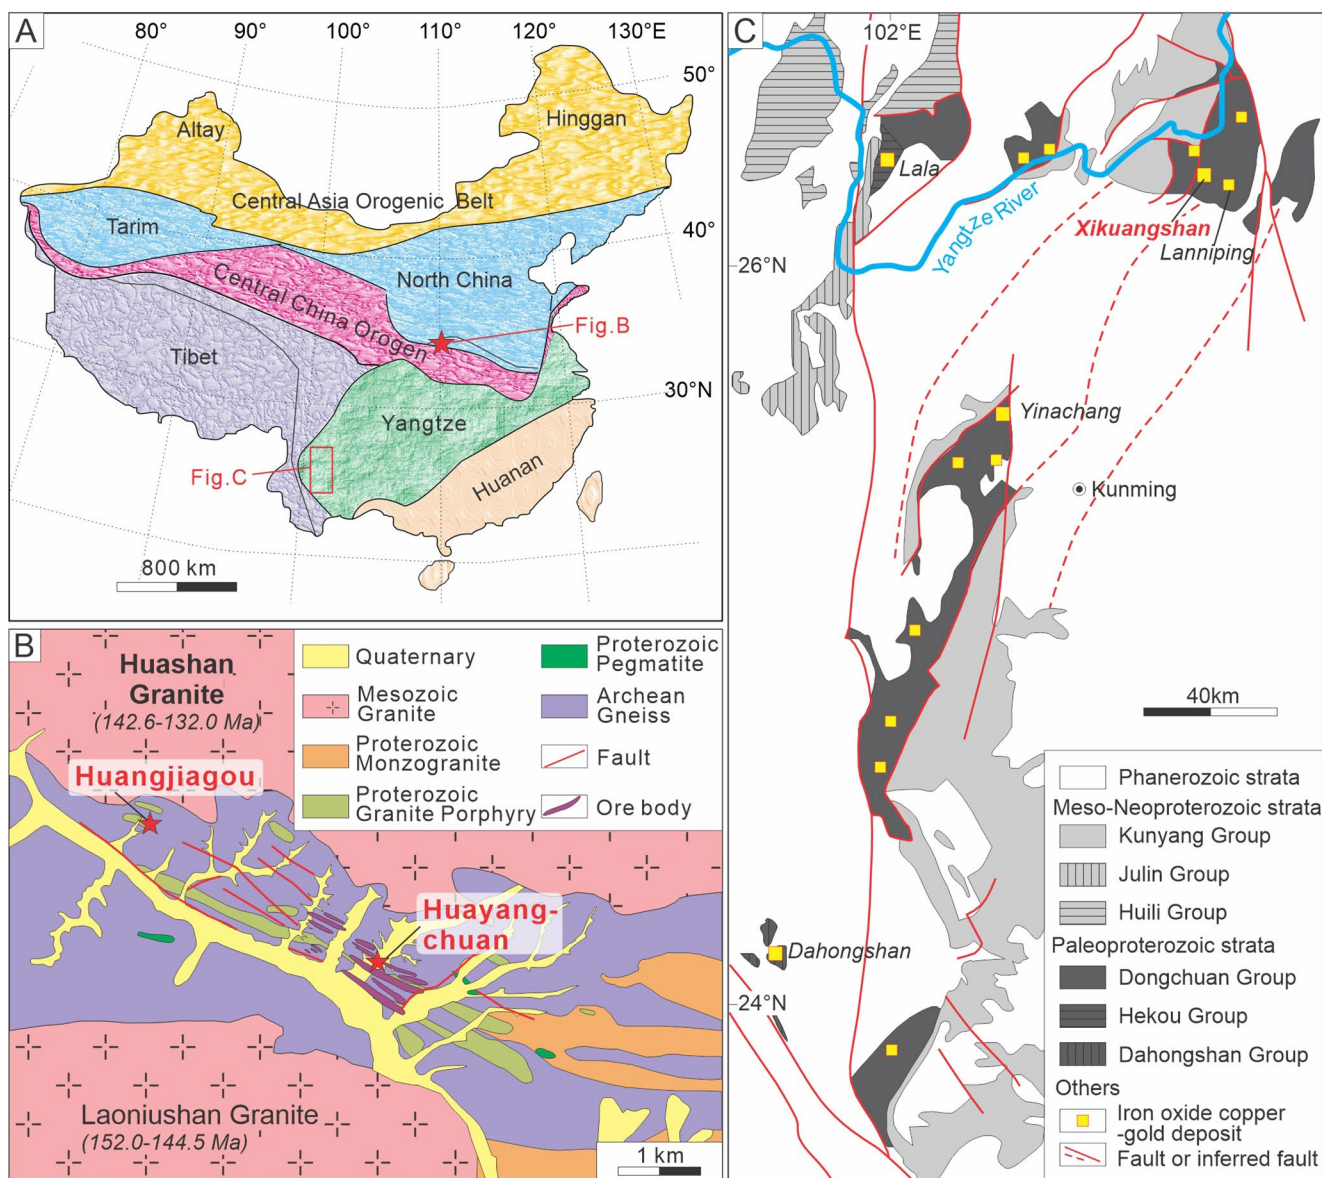 A
80°
90°
100°
110°
120°
130°E
50°
40°
30°N
Altay
Hinggan
Central Asia Orogenic Belt
Tarim
North China
Central China Orogen
Fig.B
Tibet
Yangtze
Fig.C
Huanan
800 km
B
Huashan
Granite
(142.6-132.0 Ma)
Huangjiagou
Huayang-
chuan
Laoniushan Granite
(152.0-144.5 Ma)
1 km
Quaternary
Mesozoic
Granite
Proterozoic
Monzogranite
Proterozoic
Granite Porphyry
Proterozoic
Pegmatite
Archean
Gneiss
Fault
Ore body
C
102°E
Lala
Yangtze River
Xikuangshan
Lanniping
26°N
Yinachang
Kunming
40km
Dahongshan
24°N
Phanerozoic strata
Meso-Neoproterozoic strata
Kunyang Group
Julin Group
Huili Group
Paleoproterozoic strata
Dongchuan Group
Hekou Group
Dahongshan Group
Others
Iron oxide copper
-gold deposit
Fault or inferred fault